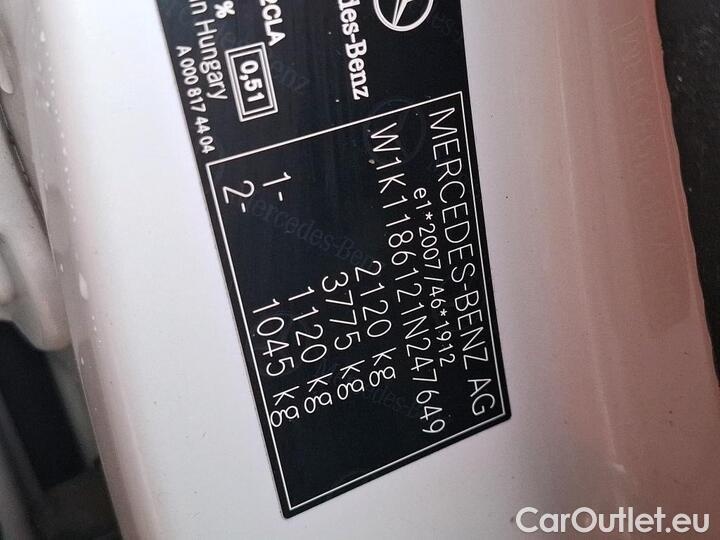 MERCEDES-BENZ AG
e1*2007/46*1912
W1K1186121N247649
2120 kg
3775 kg
1- 1120 kg
2- 1045 kg
des-Benz
ECLA
0,51
%
in Hungary
A 000 817 44 04
CarOutlet.eu